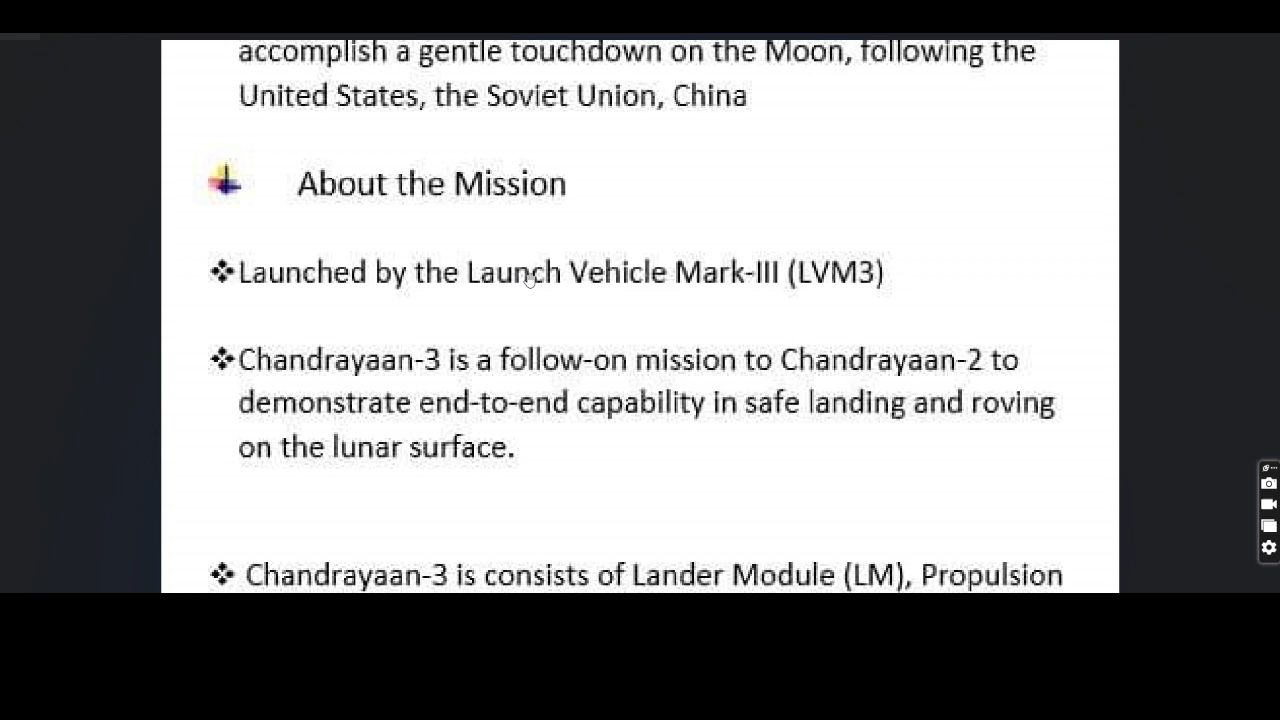 accomplish a gentle touchdown on the Moon, following the
United States, the Soviet Union, China
About the Mission
❖Launched by the Launch Vehicle Mark-III (LVM3)
❖Chandrayaan-3 is a follow-on mission to Chandrayaan-2 to
demonstrate end-to-end capability in safe landing and roving
on the lunar surface.
❖ Chandrayaan-3 is consists of Lander Module (LM), Propulsion